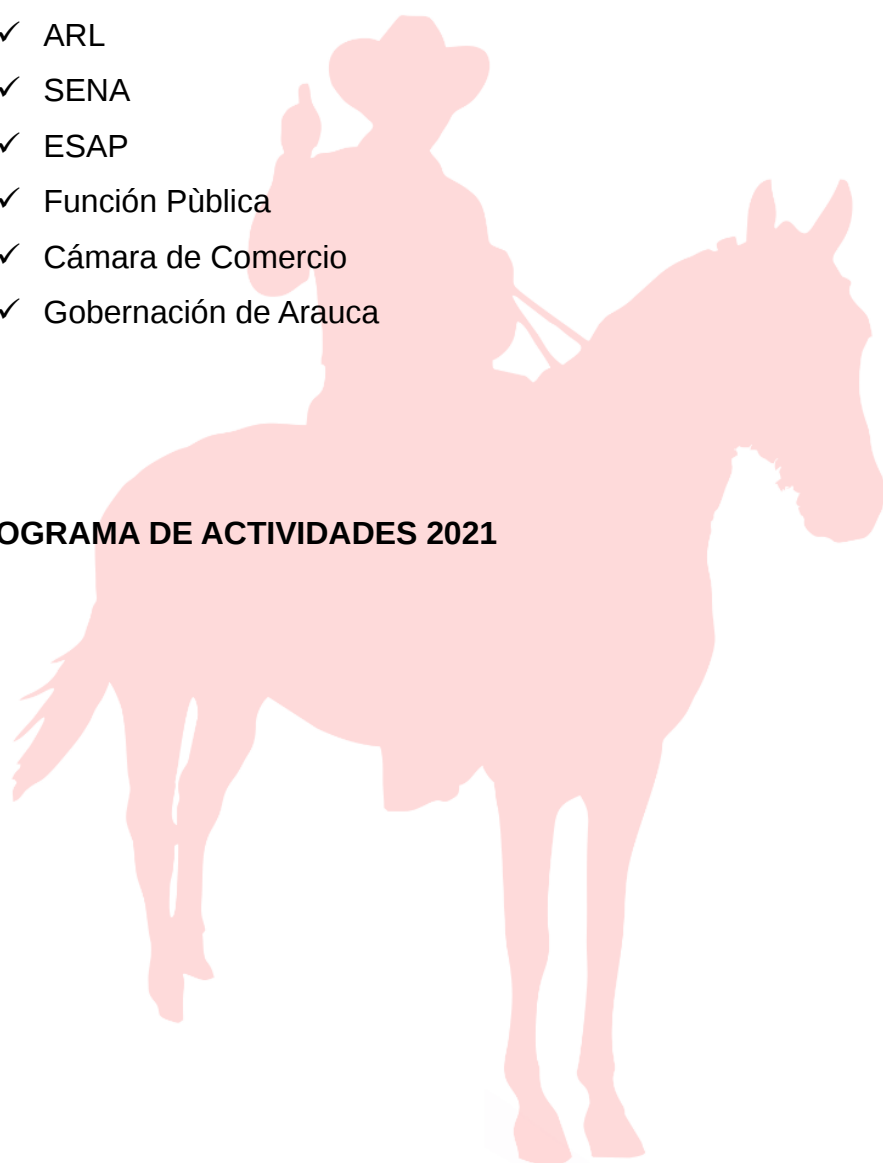 ✓ ARL
✓ SENA
✓ ESAP
✓ Función Pùblica
✓ Cámara de Comercio
✓ Gobernación de Arauca
OGRAMA DE ACTIVIDADES 2021